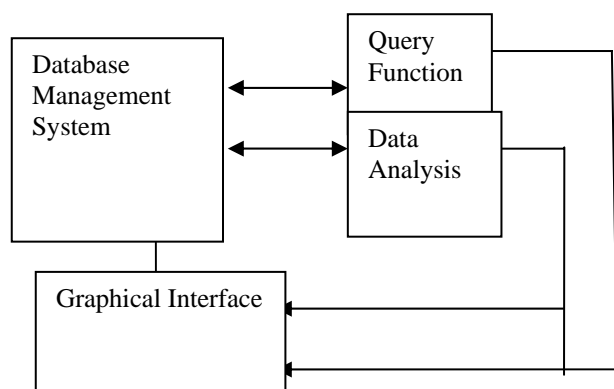 Database
Management
System
Query
Function
Data
Analysis
Graphical Interface